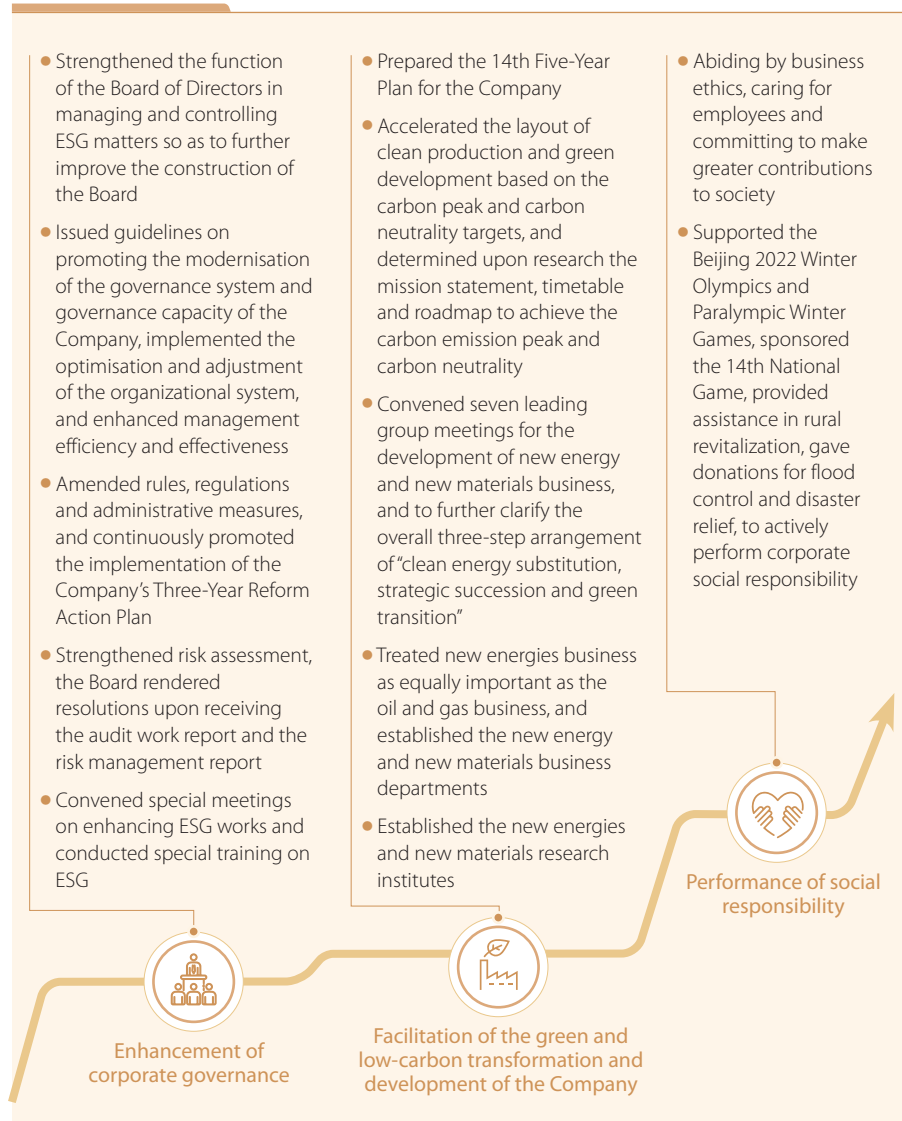 ● Strengthened the function
of the Board of Directors in
managing and controlling
ESG matters so as to further
improve the construction of
the Board
● Issued guidelines on
promoting the modernisation
of the governance system and
governance capacity of the
Company, implemented the
optimisation and adjustment
of the organizational system,
and enhanced management
efficiency and effectiveness
● Amended rules, regulations
and administrative measures,
and continuously promoted
the implementation of the
Company's Three-Year Reform
Action Plan
● Strengthened risk assessment,
the Board rendered
resolutions upon receiving
the audit work report and the
risk management report
● Convened special meetings
on enhancing ESG works and
conducted special training on
ESG
Enhancement of
corporate governance
● Prepared the 14th Five-Year
Plan for the Company
● Accelerated the layout of
clean production and green
development based on the
carbon peak and carbon
neutrality targets, and
determined upon research the
mission statement, timetable
and roadmap to achieve the
carbon emission peak and
carbon neutrality
● Convened seven leading
group meetings for the
development of new energy
and new materials business,
and to further clarify the
overall three-step arrangement
of "clean energy substitution,
strategic succession and green
transition"
● Treated new energies business
as equally important as the
oil and gas business, and
established the new energy
and new materials business
departments
● Established the new energies
and new materials research
institutes
Facilitation of the green and
low-carbon transformation and
development of the Company
● Abiding by business
ethics, caring for
employees and
committing to make
greater contributions
to society
● Supported the
Beijing 2022 Winter
Olympics and
Paralympic Winter
Games, sponsored
the 14th National
Game, provided
assistance in rural
revitalization, gave
donations for flood
control and disaster
relief, to actively
perform corporate
social responsibility
Performance of social
responsibility